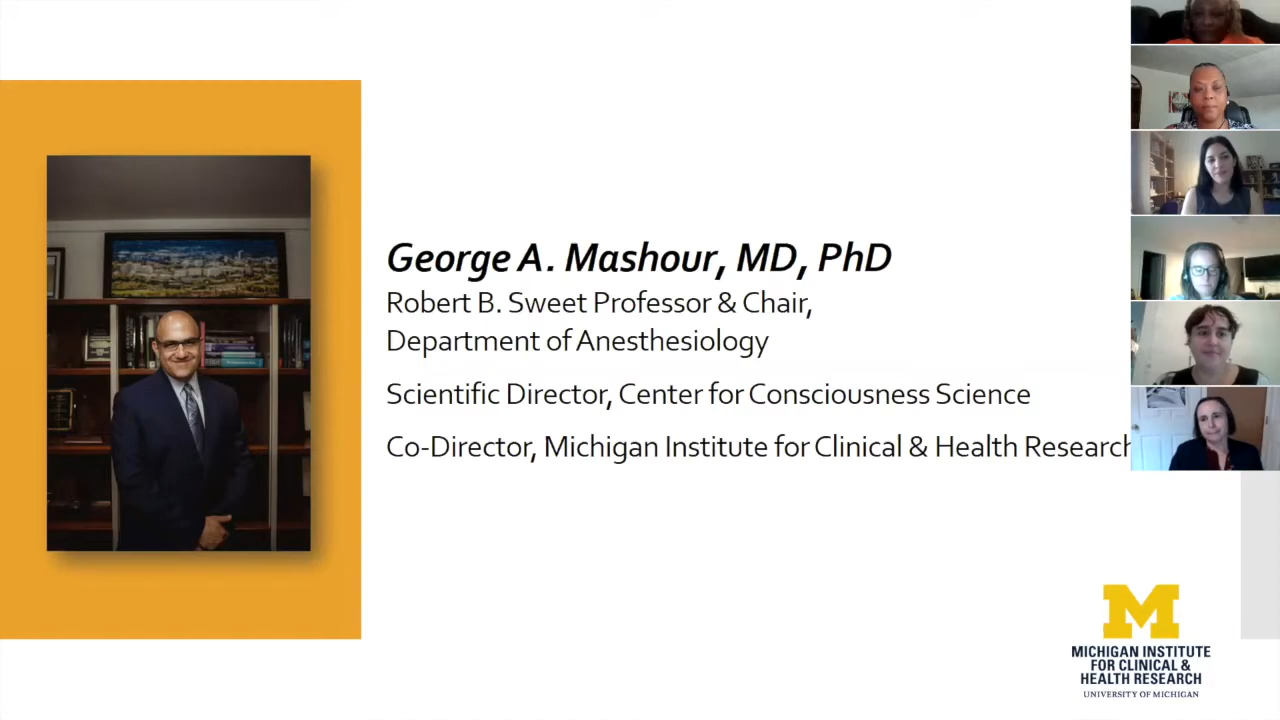 George A. Mashour, MD, PhD
Robert B. Sweet Professor & Chair,
Department of Anesthesiology
Scientific Director, Center for Consciousness Science
Co-Director, Michigan Institute for Clinical & Health Research
M
MICHIGAN INSTITUTE
FOR CLINICAL &
HEALTH RESEARCH
UNIVERSITY OF MICHIGAN